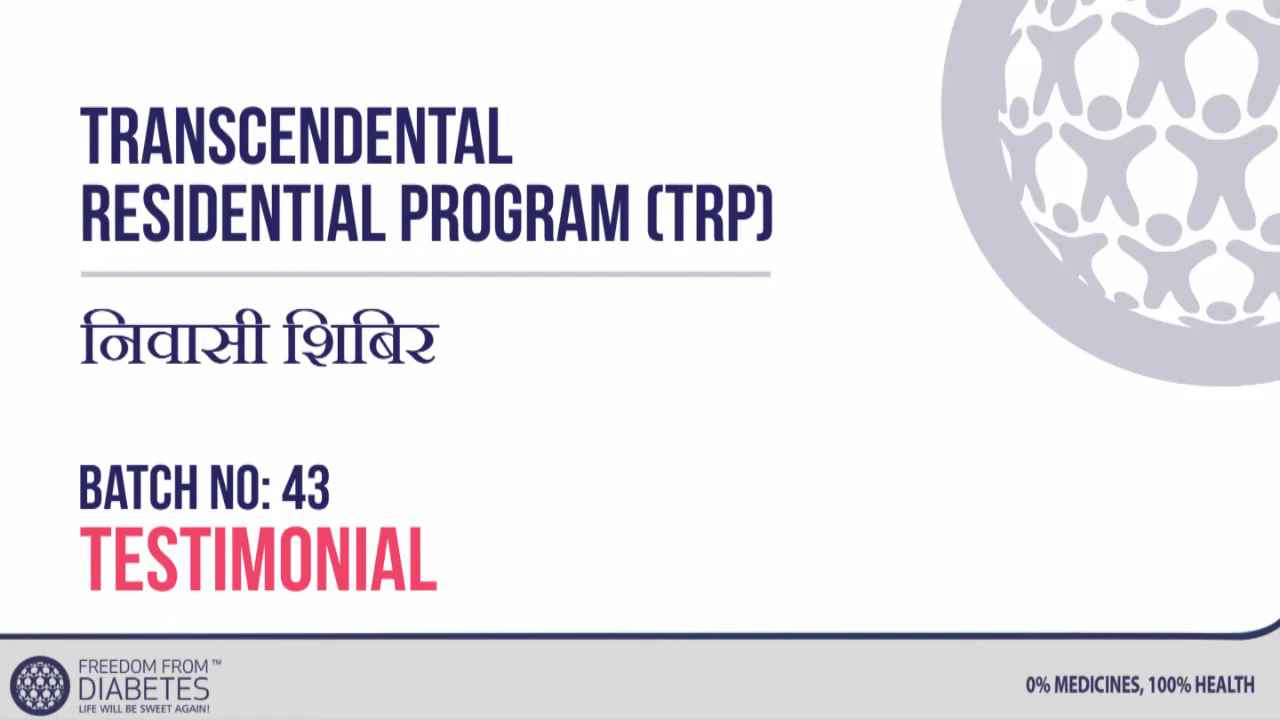 TRANSCENDENTAL
RESIDENTIAL PROGRAM (TRP)
निवासी शिबिर
BATCH NO: 43
TESTIMONIAL
FREEDOM FROM™
DIABETES
LIFE WILL BE SWEET AGAIN!
0% MEDICINES, 100% HEALTH